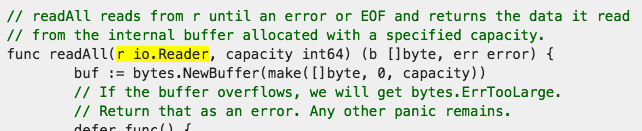 // readAll reads from r until an error or EOF and returns the data it read
// from the internal buffer allocated with a specified capacity.
func readAll(r io.Reader, capacity int64) (b []byte, err error) {
        buf := bytes.NewBuffer(make([]byte, 0, capacity))
        // If the buffer overflows, we will get bytes.ErrTooLarge.
        // Return that as an error. Any other panic remains.
        defer func() {